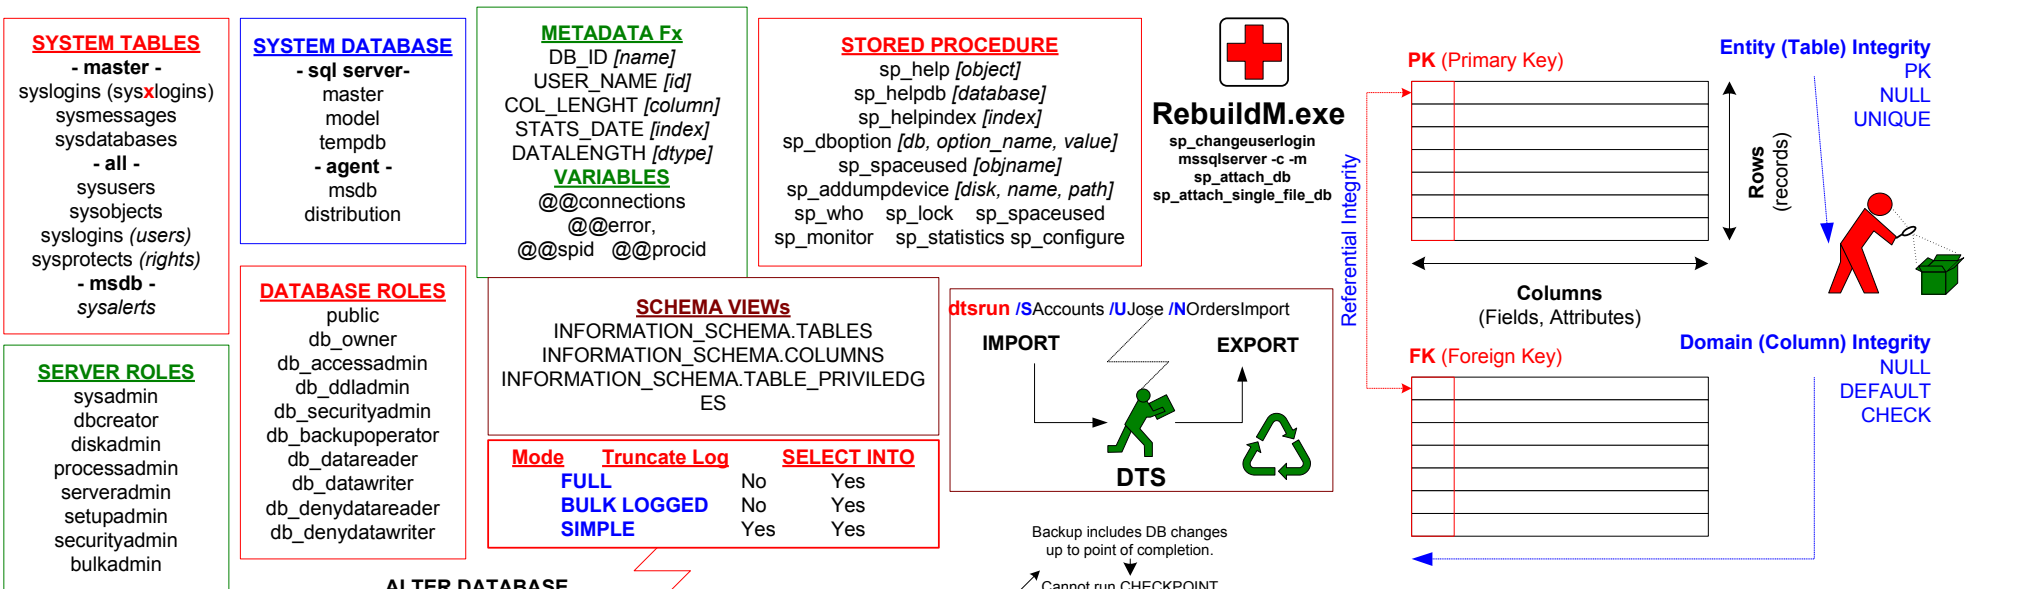 SYSTEM TABLES
- master -
syslogins (sysxlogins)
sysmessages
sysdatabases
- all -
sysusers
sysobjects
syslogins (users)
sysprotects (rights)
- msdb -
sysalerts
SERVER ROLES
sysadmin
dbcreator
diskadmin
processadmin
serveradmin
setupadmin
securityadmin
bulkadmin
SYSTEM DATABASE
- sql server-
master
model
tempdb
- agent -
msdb
distribution
DATABASE ROLES
public
db_owner
db_accessadmin
db_ddladmin
db_securityadmin
db_backupoperator
db_datareader
db_datawriter
db_denydatareader
db_denydatawriter
METADATA Fx
DB_ID [name]
USER_NAME [id]
COL_LENGHT [column]
STATS_DATE [index]
DATALENGTH [dtype]
VARIABLES
@@connections
@@error,
@@spid @@procid
SCHEMA VIEWs
INFORMATION_SCHEMA.TABLES
INFORMATION_SCHEMA.COLUMNS
INFORMATION_SCHEMA.TABLE_PRIVILEDG
ES
Mode Truncate Log SELECT INTO
FULL No Yes
BULK LOGGED No Yes
SIMPLE Yes Yes
ALTER DATABASE
STORED PROCEDURE
sp_help [object]
sp_helpdb [database]
sp_helpindex [index]
sp_dboption [db, option_name, value]
sp_spaceused [objname]
sp_addumpdevice [disk, name, path]
sp_who sp_lock sp_spaceused
sp_monitor sp_statistics sp_configure
RebuildM.exe
sp_changeuserlogin
mssqlserver -c -m
sp_attach_db
sp_attach_single_file_db
dtsrun /SAccounts /UJose /NOrdersImport
IMPORT
EXPORT
DTS
Backup includes DB changes
up to point of completion.
Cannot run CHECKPOINT
Referential Integrity
PK (Primary Key)
Rows
(records)
Columns
(Fields, Attributes)
FK (Foreign Key)
Entity (Table) Integrity
PK
NULL
UNIQUE
Domain (Column) Integrity
NULL
DEFAULT
CHECK